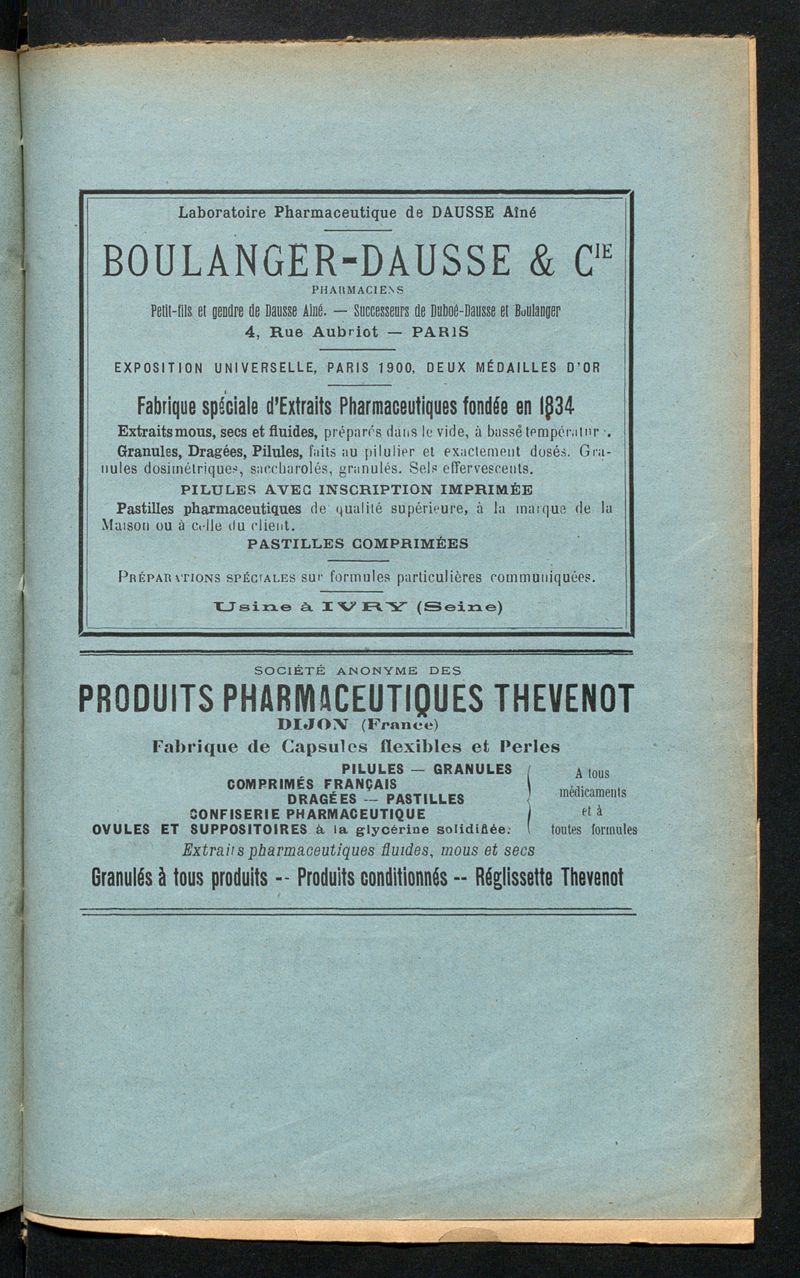 Laboratoire Pharmaceutique de DAUSSE Aîné
BOULANGER-DAUSSE & CIE
PHARMACIENS
Petit-fils et gendre de Dausse Aîné. — Successeurs de Duboé-Dausse et Boulanger
4, Rue Aubriot — PARIS
EXPOSITION UNIVERSELLE, PARIS 1900, DEUX MÉDAILLES D'OR
Fabrique spéciale d'Extraits Pharmaceutiques fondée en 1834
Extraits mous, secs et fluides, préparés dans le vide, à basse températur.
Granules, Dragées, Pilules, faits au pilulier et exactement dosés. Gra-
nules dosimétriques, saccharolés, granulés. Sels effervescents.
PILULES AVEC INSCRIPTION IMPRIMÉE
Pastilles pharmaceutiques de qualité supérieure, à la marque de la
Maison ou à celle du client.
PASTILLES COMPRIMÉES
PRÉPARATIONS SPÉCIALES sur formules particulières communiquées.
Usine à IVRY (Seine)
SOCIÉTÉ ANONYME DES
PRODUITS PHARMACEUTIQUES THEVENOT
DIJON (France)
Fabrique de Capsules flexibles et Perles
PILULES — GRANULES
COMPRIMÉS FRANÇAIS
DRAGÉES — PASTILLES
CONFISERIE PHARMACEUTIQUE
OVULES ET SUPPOSITOIRES à la glycérine solidifiée.
A tous
médicaments
et à
toutes formules
Extraits pharmaceutiques fluides, mous et secs
Granulés à tous produits -- Produits conditionnés -- Réglissette Thevenot